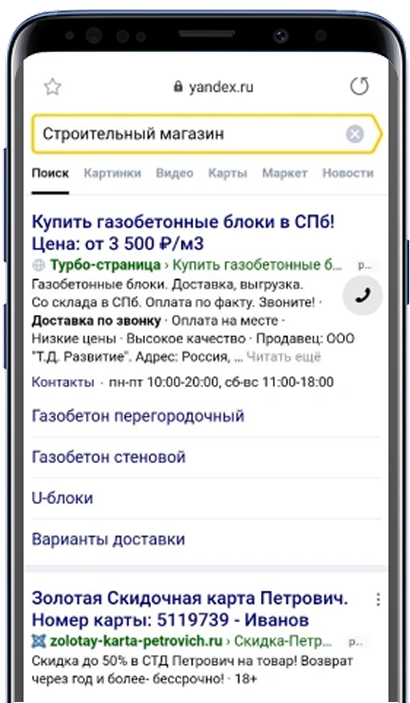 yandex.ru
Строительный магазин
Поиск Картинки Видео Карты Маркет Новости
Купить газобетонные блоки в СПб!
Цена: от 3 500 ₽/м3
Турбо-страница › Купить газобетонные б... р...
Газобетонные блоки. Доставка, выгрузка.
Со склада в СПб. Оплата по факту. Звоните! ·
Доставка по звонку · Оплата на месте ·
Низкие цены · Высокое качество · Продавец: ООО
"Т.Д. Развитие". Адрес: Россия, ... Читать ещё
Контакты · пн-пт 10:00-20:00, сб-вс 11:00-18:00
Газобетон перегородочный
Газобетон стеновой
U-блоки
Варианты доставки
Золотая Скидочная карта Петрович.
Номер карты: 5119739 - Иванов
zolotay-karta-petrovich.ru › Скидка-Петр... р...
Скидка до 50% в СТД Петрович на товар! Возврат
через год и более- бессрочно! · 18+